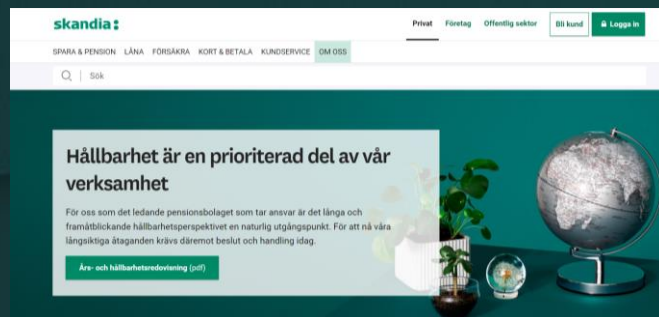 skandia:
Privat Företag Offentlig sektor Bli kund Logga in
SPARA & PENSION LÅNA FÖRSÄKRA KORT & BETALA KUNDSERVICE OM OSS
Sök
Hållbarhet är en prioriterad del av vår
verksamhet
För oss som det ledande pensionsbolaget som tar ansvar är det långa och
framåtblickande hållbarhetsperspektivet en naturlig utgångspunkt. För att nå våra
långsiktiga åtaganden krävs däremot beslut och handling idag.
Års- och hållbarhetsredovisning (pdf)